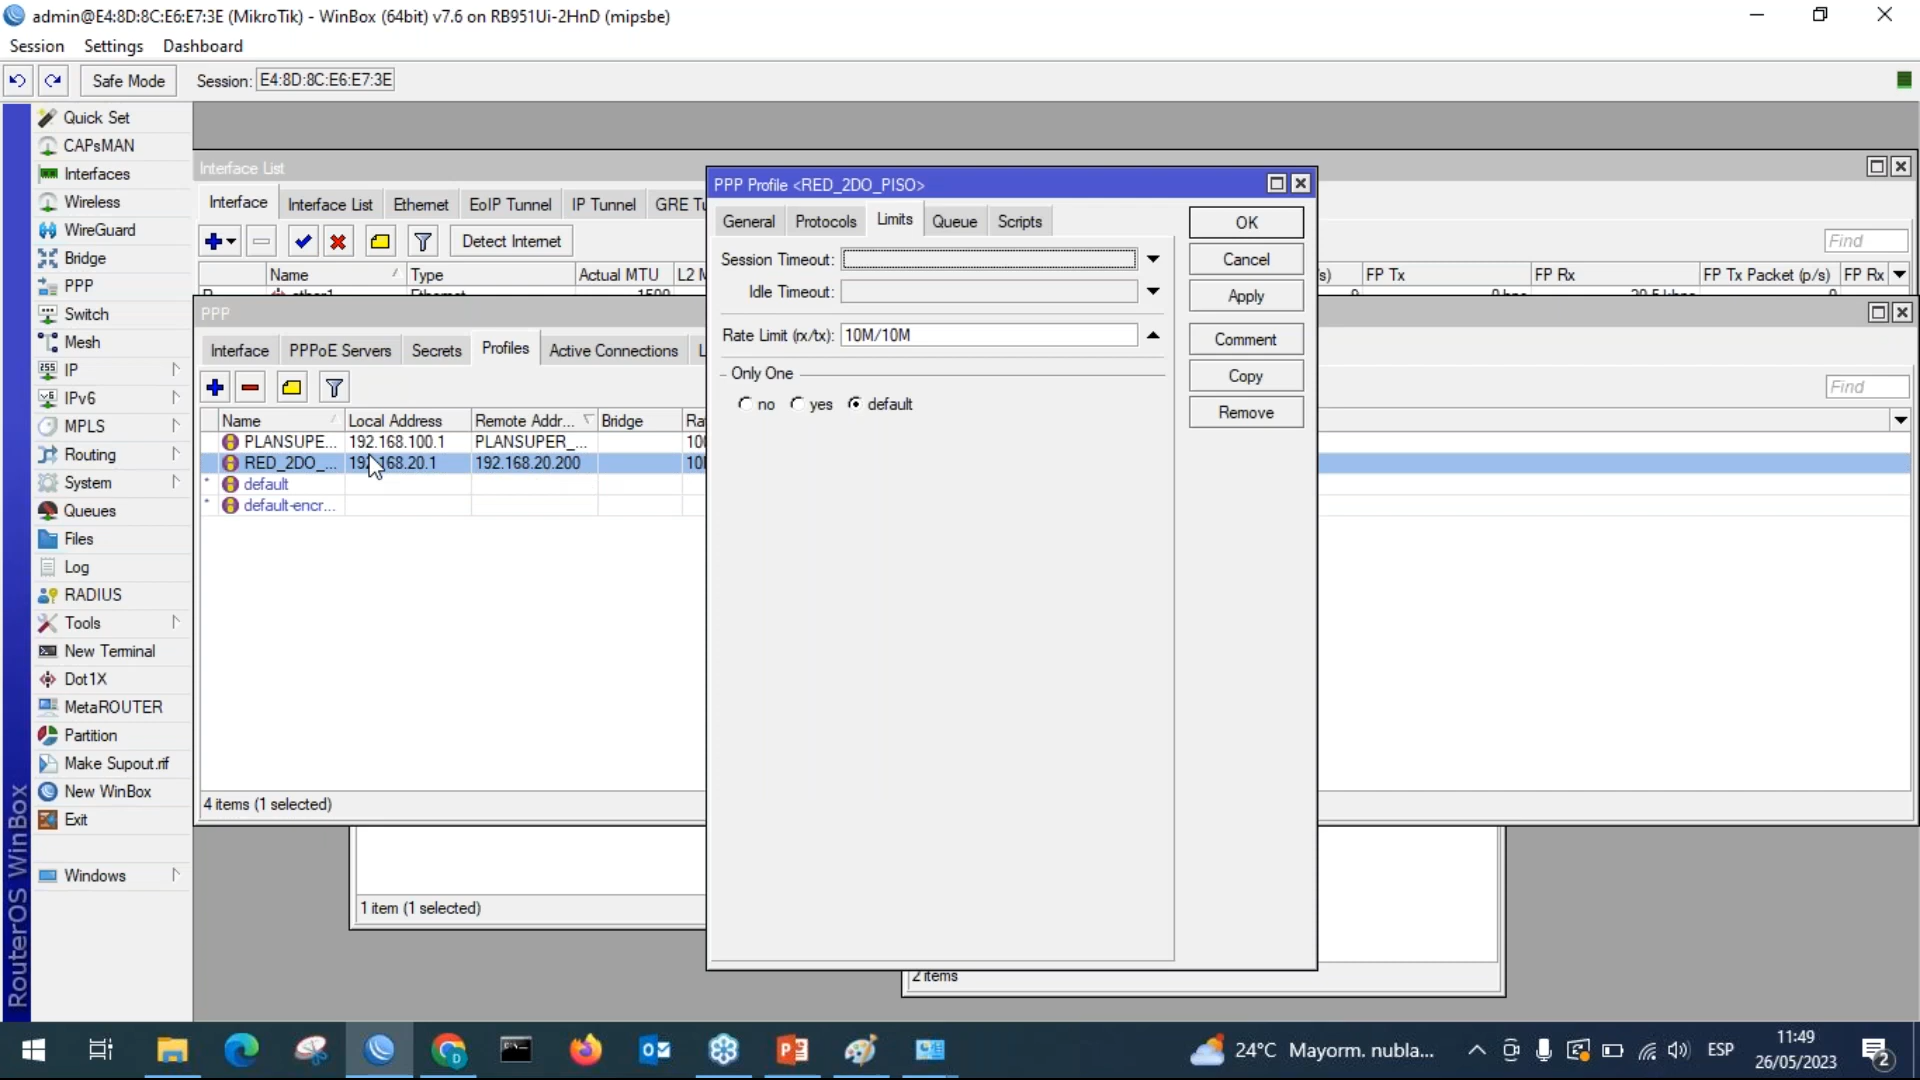 admin@E4:8D:8C:E6:E7:3E (MikroTik) - WinBox (64bit) v7.6 on RB951Ui-2HnD (mipsbe)
Session Settings Dashboard
Safe Mode Session: E4:8D:8C:E6:E7:3E
Quick Set
CAPsMAN
Interfaces
Wireless
WireGuard
Bridge
PPP
Switch
Mesh
IP
IPv6
MPLS
Routing
System
Queues
Files
Log
RADIUS
Tools
New Terminal
Dot1X
MetaROUTER
Partition
Make Supout.rif
New WinBox
Exit
Windows
RouterOS WinBox
Interface List
Interface Interface List Ethernet EoIP Tunnel IP Tunnel GRE Tu
Detect Internet
Find
Name Type Actual MTU L2 M
FP Tx FP Rx FP Tx Packet (p/s) FP Rx
PPP
Interface PPPoE Servers Secrets Profiles Active Connections L
Find
Name Local Address Remote Addr... Bridge Ra
PLANSUPE... 192.168.100.1 PLANSUPER_... 10
RED_2DO_... 192.168.20.1 192.168.20.200 10
default
default-encr...
4 items (1 selected)
1 item (1 selected)
2 items
PPP Profile <RED_2DO_PISO>
General Protocols Limits Queue Scripts
Session Timeout:
Idle Timeout:
Rate Limit (rx/tx): 10M/10M
Only One
no yes default
OK
Cancel
Apply
Comment
Copy
Remove
24°C Mayorm. nubla...
ESP
11:49
26/05/2023
2